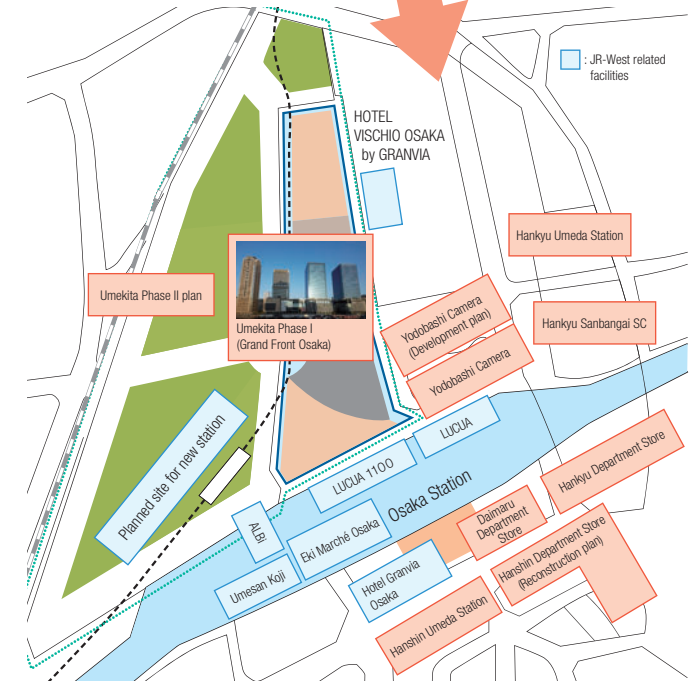 : JR-West related
facilities
HOTEL
VISCHIO OSAKA
by GRANVIA
Hankyu Umeda Station
Umekita Phase II plan
Umekita Phase I
(Grand Front Osaka)
Yodobashi Camera
(Development plan)
Hankyu Sanbangai SC
Yodobashi Camera
Planned site for new station
LUCUA
LUCUA 1100
Osaka Station
Hankyu Department Store
ALBi
Eki Marché Osaka
Daimaru
Department
Store
Hanshin Department Store
(Reconstruction plan)
Umesan Koji
Hotel Granvia
Osaka
Hanshin Umeda Station